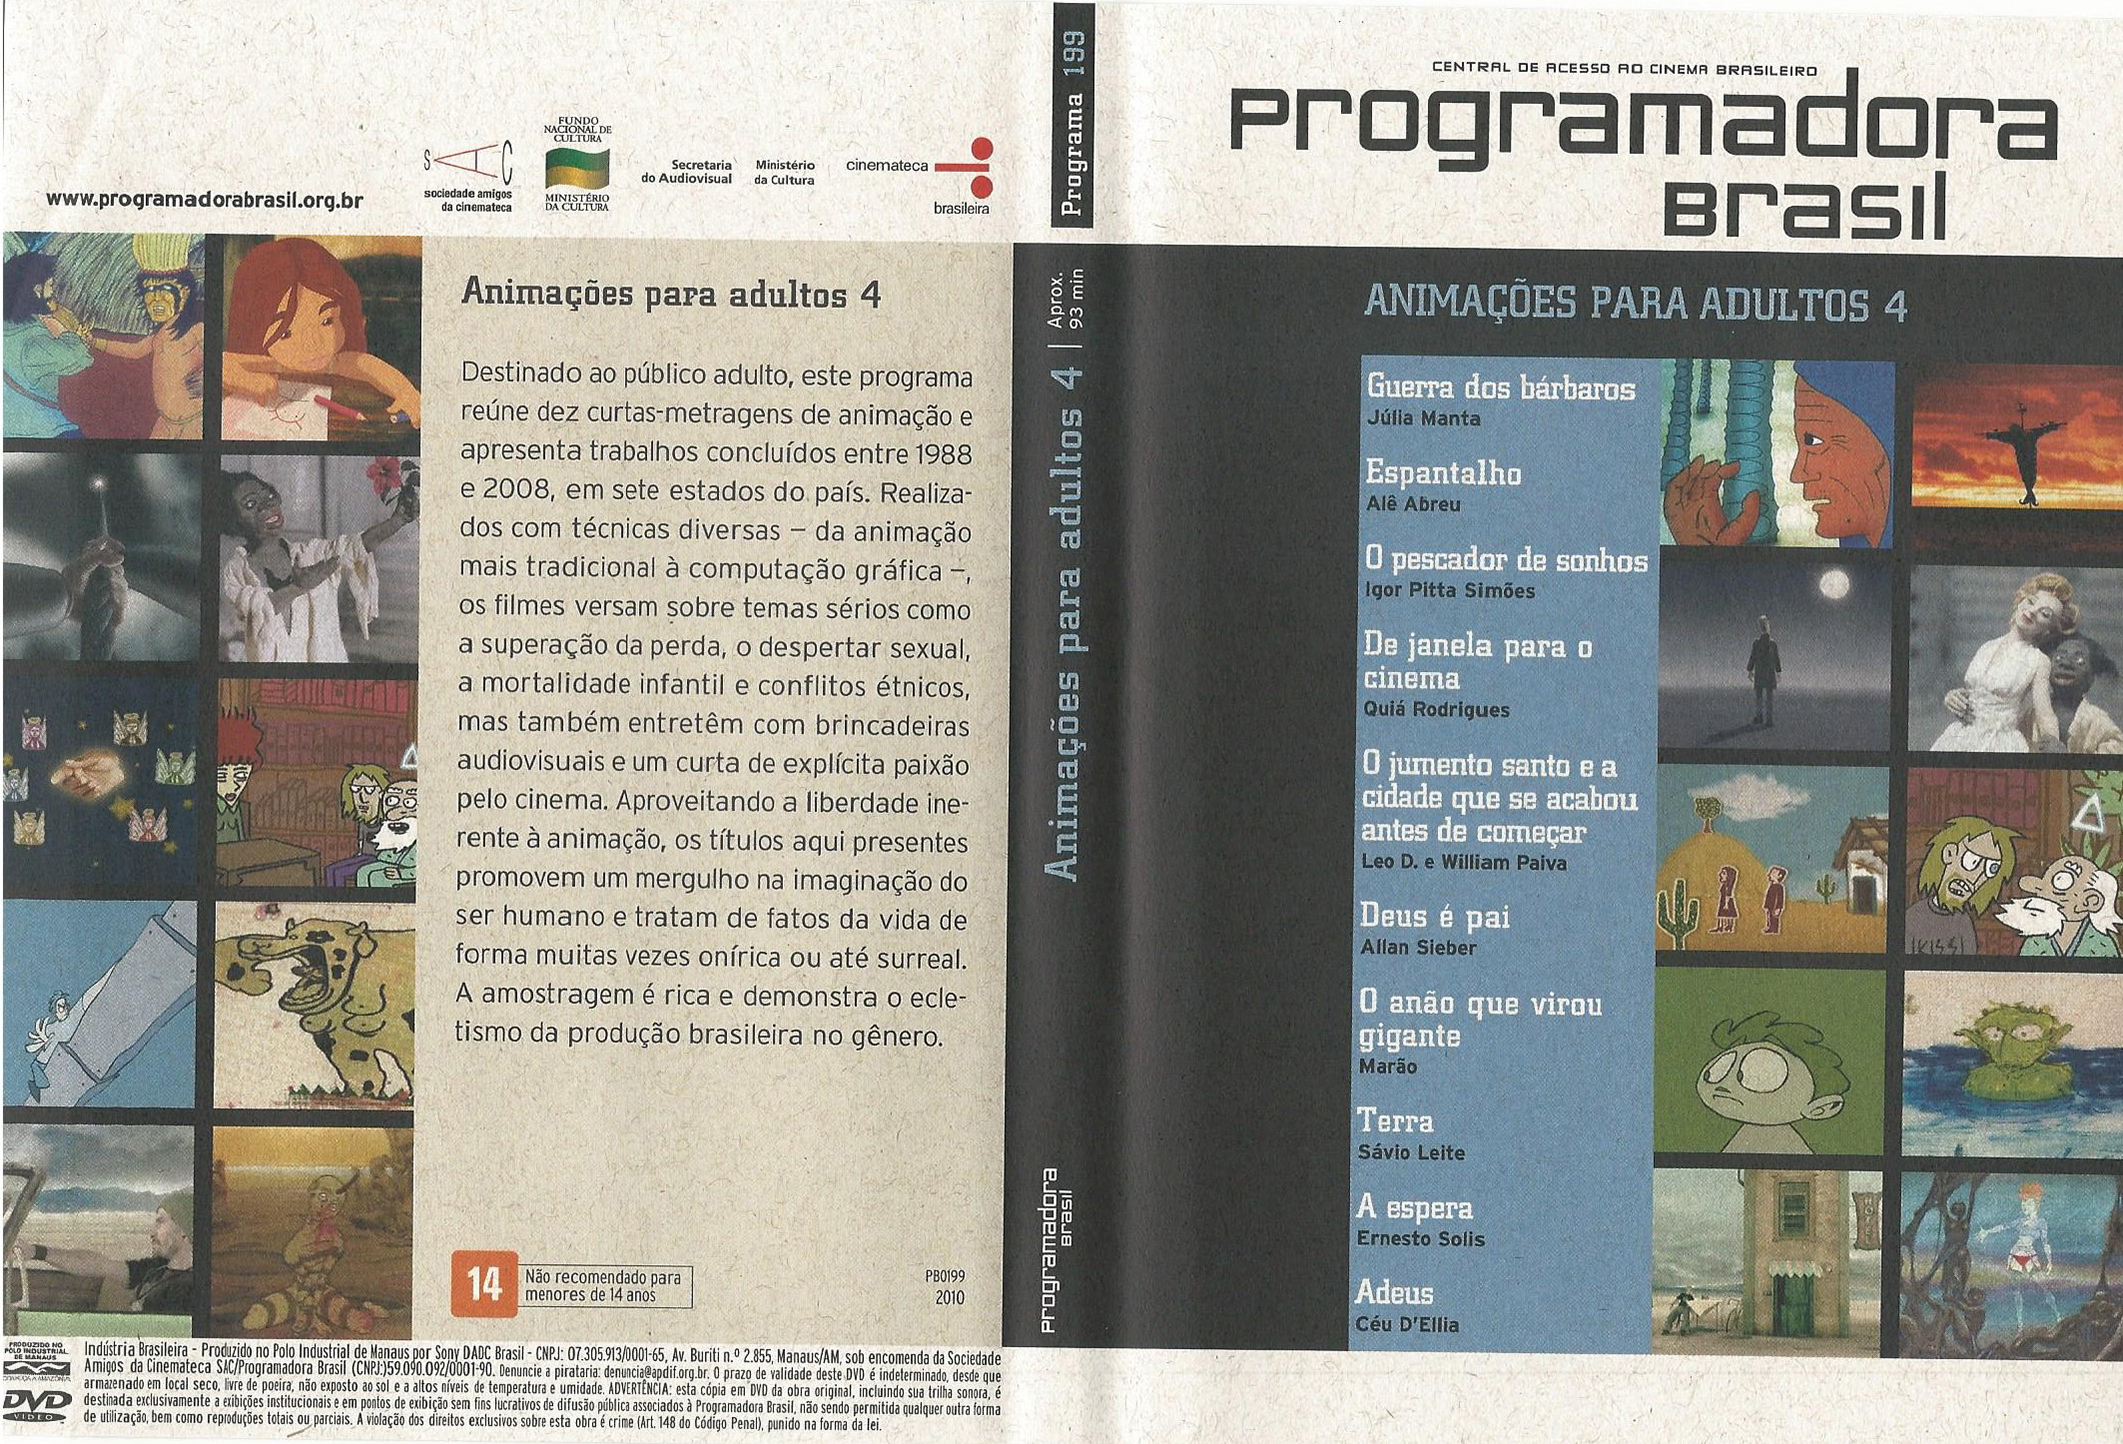 www.programadorabrasil.org.br
SAC
sociedade amigos
da cinemateca
FUNDO
NACIONAL DE
CULTURA
MINISTÉRIO
DA CULTURA
Secretaria
do Audiovisual
Ministério
da Cultura
cinemateca
brasileira
Animações para adultos 4
Destinado ao público adulto, este programa
reúne dez curtas-metragens de animação e
apresenta trabalhos concluídos entre 1988
e 2008, em sete estados do país. Realiza-
dos com técnicas diversas – da animação
mais tradicional à computação gráfica –,
os filmes versam sobre temas sérios como
a superação da perda, o despertar sexual,
a mortalidade infantil e conflitos étnicos,
mas também entretêm com brincadeiras
audiovisuais e um curta de explícita paixão
pelo cinema. Aproveitando a liberdade ine-
rente à animação, os títulos aqui presentes
promovem um mergulho na imaginação do
ser humano e tratam de fatos da vida de
forma muitas vezes onírica ou até surreal.
A amostragem é rica e demonstra o ecle-
tismo da produção brasileira no gênero.
14
Não recomendado para
menores de 14 anos
PB0199
2010
PRODUZIDO NO
PÓLO INDUSTRIAL
DE MANAUS
CONHEÇA A AMAZÔNIA
DVD
VIDEO
Indústria Brasileira - Produzido no Polo Industrial de Manaus por Sony DADC Brasil - CNPJ: 07.305.913/0001-65, Av. Buriti n.º 2.855, Manaus/AM, sob encomenda da Sociedade
Amigos da Cinemateca SAC/Programadora Brasil (CNPJ:)59.090.092/0001-90. Denuncie a pirataria: denuncia@apdif.org.br. O prazo de validade deste DVD é indeterminado, desde que
armazenado em local seco, livre de poeira, não exposto ao sol e a altos níveis de temperatura e umidade. ADVERTÊNCIA: esta cópia em DVD da obra original, incluindo sua trilha sonora, é
destinada exclusivamente a exibições institucionais e em pontos de exibição sem fins lucrativos de difusão pública associados à Programadora Brasil, não sendo permitida qualquer outra forma
de utilização, bem como reproduções totais ou parciais. A violação dos direitos exclusivos sobre esta obra é crime (Art. 148 do Código Penal), punido na forma da lei.
Programa 199
Animações para adultos 4 | Aprox.
93 min
Programadora
Brasil
CENTRAL DE ACESSO AO CINEMA BRASILEIRO
Programadora
Brasil
ANIMAÇÕES PARA ADULTOS 4
Guerra dos bárbaros
Júlia Manta
Espantalho
Alê Abreu
O pescador de sonhos
Igor Pitta Simões
De janela para o
cinema
Quiá Rodrigues
O jumento santo e a
cidade que se acabou
antes de começar
Leo D. e William Paiva
Deus é pai
Allan Sieber
O anão que virou
gigante
Marão
Terra
Sávio Leite
A espera
Ernesto Solis
Adeus
Céu D'Ellia